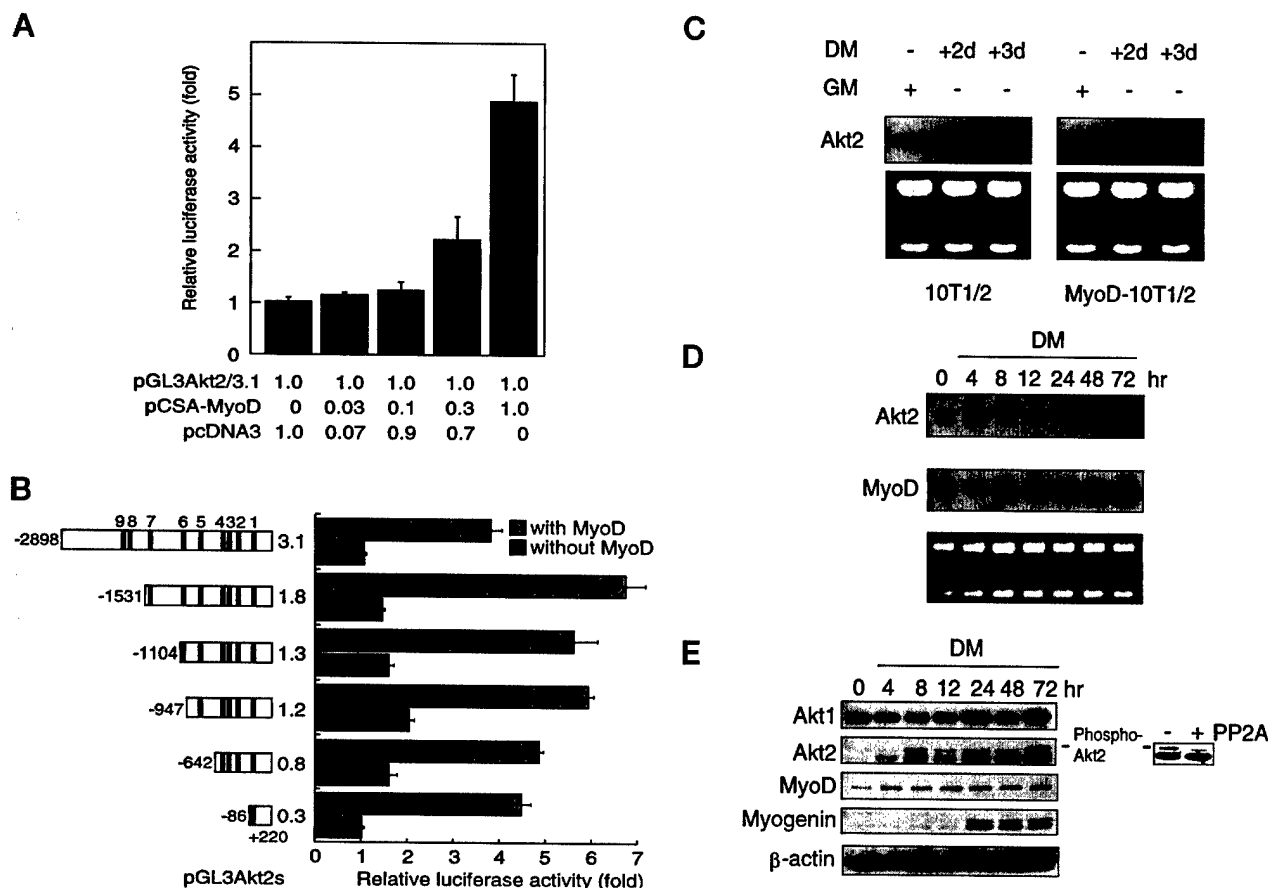 A
Relative luciferase activity (fold)
5
4
3
2
1
0
pGL3Akt2/3.1 1.0 1.0 1.0 1.0 1.0
pCSA-MyoD 0 0.03 0.1 0.3 1.0
pcDNA3 1.0 0.07 0.9 0.7 0
B
98 7 6 5 432 1
-2898 3.1
-1531 1.8
-1104 1.3
-947 1.2
-642 0.8
-86 0.3
+220
with MyoD
without MyoD
0 1 2 3 4 5 6 7
pGL3Akt2s Relative luciferase activity (fold)
C
DM - +2d +3d - +2d +3d
GM + - - + - -
Akt2
10T1/2 MyoD-10T1/2
D
DM
0 4 8 12 24 48 72 hr
Akt2
MyoD
E
DM
0 4 8 12 24 48 72 hr
Akt1
Akt2
MyoD
Myogenin
β-actin
- Phospho- -
Akt2
- + PP2A